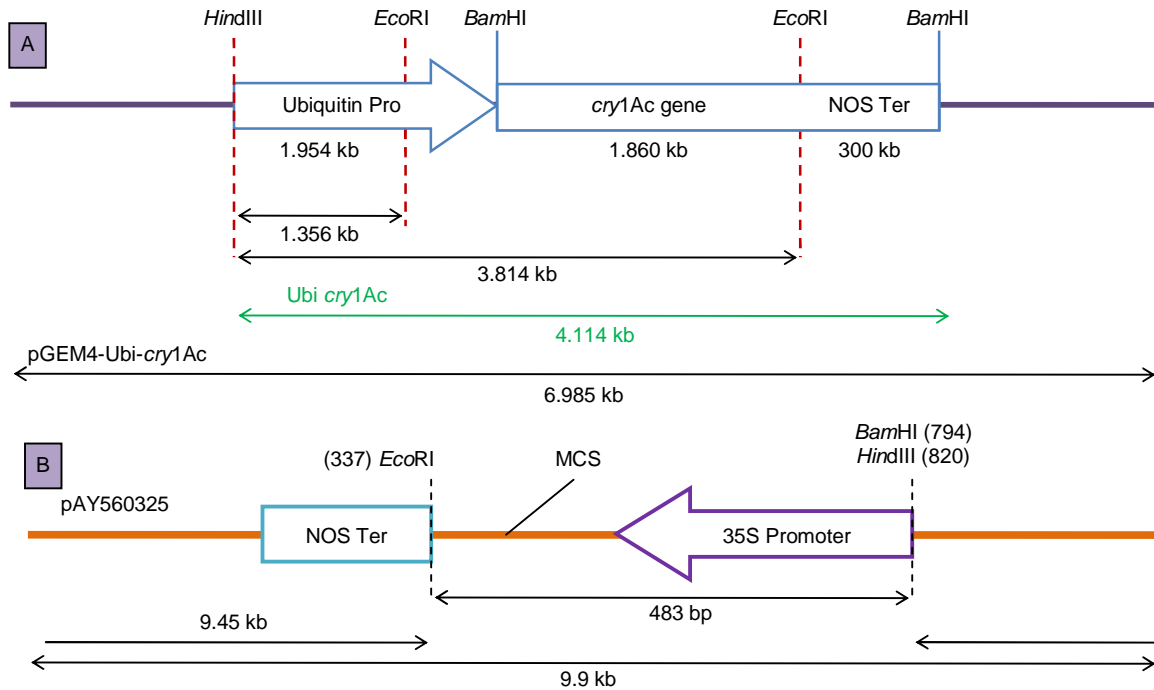 HindIII EcoRI BamHI EcoRI BamHI
A
Ubiquitin Pro cry1Ac gene NOS Ter
1.954 kb 1.860 kb 300 kb
1.356 kb
3.814 kb
Ubi cry1Ac
4.114 kb
pGEM4-Ubi-cry1Ac
6.985 kb
BamHI (794)
B (337) EcoRI MCS HindIII (820)
pAY560325
NOS Ter 35S Promoter
9.45 kb 483 bp
9.9 kb